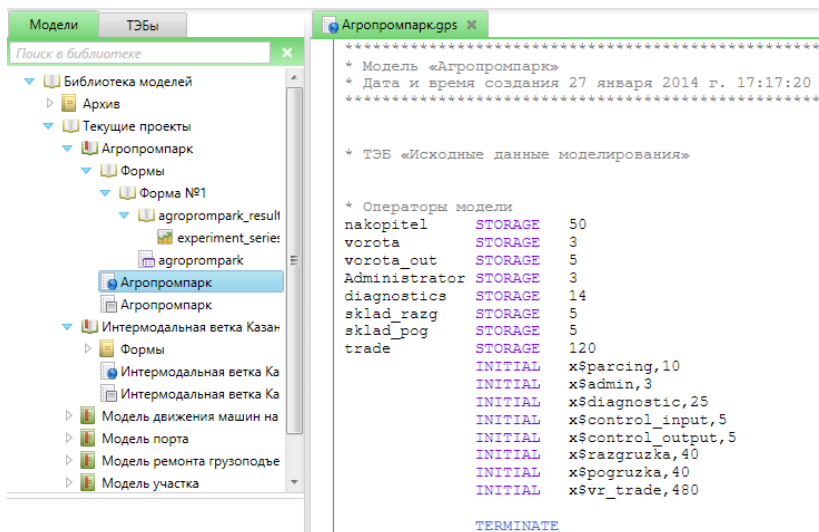 Модели
ТЭБы
Поиск в библиотеке
Библиотека моделей
Архив
Текущие проекты
Агропромпарк
Формы
Форма №1
agroprompark_result
experiment_series
agroprompark
Агропромпарк
Агропромпарк
Интермодальная ветка Казан
Формы
Интермодальная ветка Ка
Интермодальная ветка Ка
Модель движения машин на
Модель порта
Модель ремонта грузоподъе
Модель участка
Агропромпарк.gps
* Модель «Агропромпарк»
* Дата и время создания 27 января 2014 г. 17:17:20
* ТЭБ «Исходные данные моделирования»
* Операторы модели
nakopitel STORAGE 50
vorota STORAGE 3
vorota_out STORAGE 5
Administrator STORAGE 3
diagnostics STORAGE 14
sklad_razg STORAGE 5
sklad_pog STORAGE 5
trade STORAGE 120
INITIAL x$parcing,10
INITIAL x$admin,3
INITIAL x$diagnostic,25
INITIAL x$control_input,5
INITIAL x$control_output,5
INITIAL x$razgruzka,40
INITIAL x$pogruzka,40
INITIAL x$vr_trade,480
TERMINATE